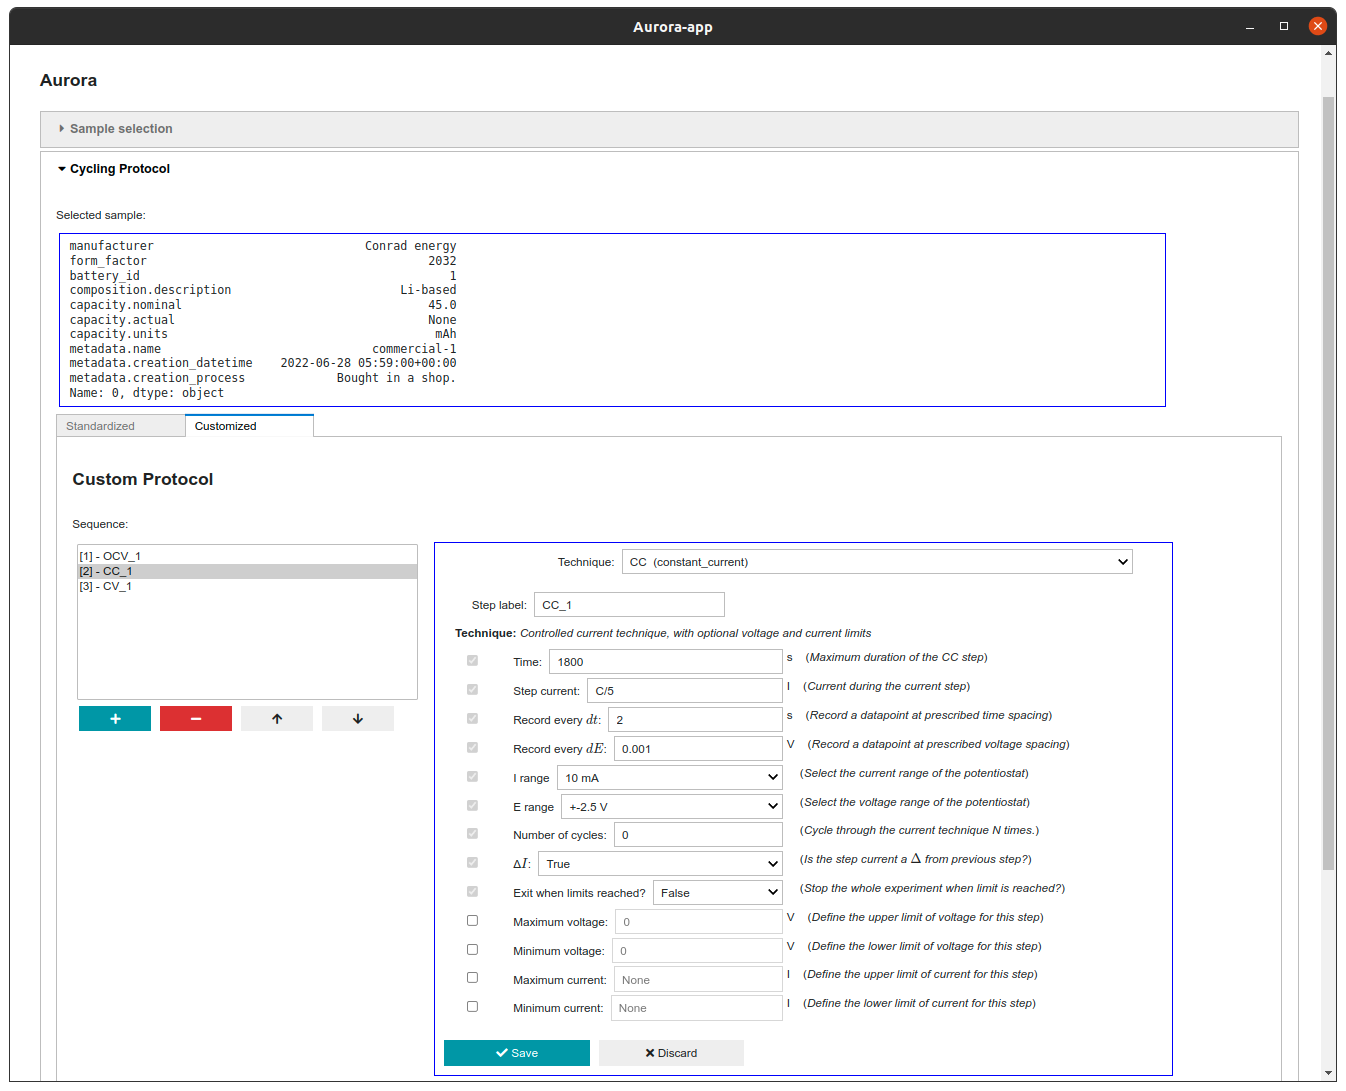 Aurora-app
Aurora
Sample selection
Cycling Protocol
Selected sample:
manufacturer Conrad energy
form_factor 2032
battery_id 1
composition.description Li-based
capacity.nominal 45.0
capacity.actual None
capacity.units mAh
metadata.name commercial-1
metadata.creation_datetime 2022-06-28 05:59:00+00:00
metadata.creation_process Bought in a shop.
Name: 0, dtype: object
Standardized Customized
Custom Protocol
Sequence:
[1] - OCV_1
[2] - CC_1
[3] - CV_1
Technique: CC (constant_current)
Step label: CC_1
Technique: Controlled current technique, with optional voltage and current limits
Time: 1800 s (Maximum duration of the CC step)
Step current: C/5 I (Current during the current step)
Record every dt: 2 s (Record a datapoint at prescribed time spacing)
Record every dE: 0.001 V (Record a datapoint at prescribed voltage spacing)
I range 10 mA (Select the current range of the potentiostat)
E range +-2.5 V (Select the voltage range of the potentiostat)
Number of cycles: 0 (Cycle through the current technique N times.)
ΔI: True (Is the step current a Δ from previous step?)
Exit when limits reached? False (Stop the whole experiment when limit is reached?)
Maximum voltage: 0 V (Define the upper limit of voltage for this step)
Minimum voltage: 0 V (Define the lower limit of voltage for this step)
Maximum current: None I (Define the upper limit of current for this step)
Minimum current: None I (Define the lower limit of current for this step)
Save Discard